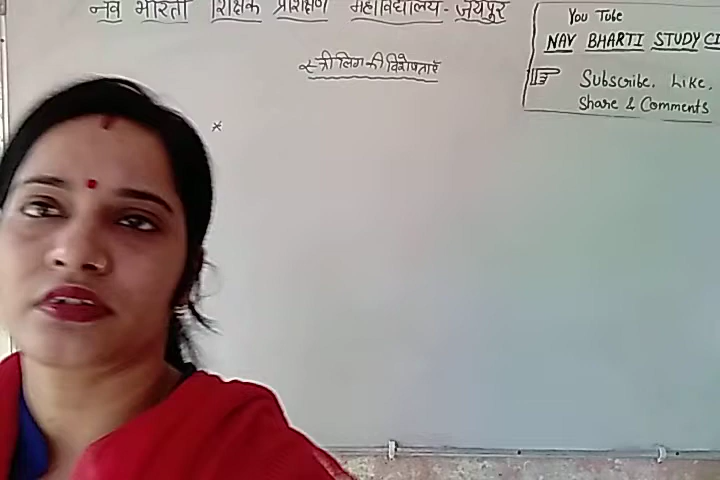 नव भारती शिक्षक प्रशिक्षण महाविद्यालय - जयपुर
स्त्रीलिंग की विशेषताएँ
*
You Tube
NAV BHARTI STUDY
Subscribe. Like.
Share & Comments